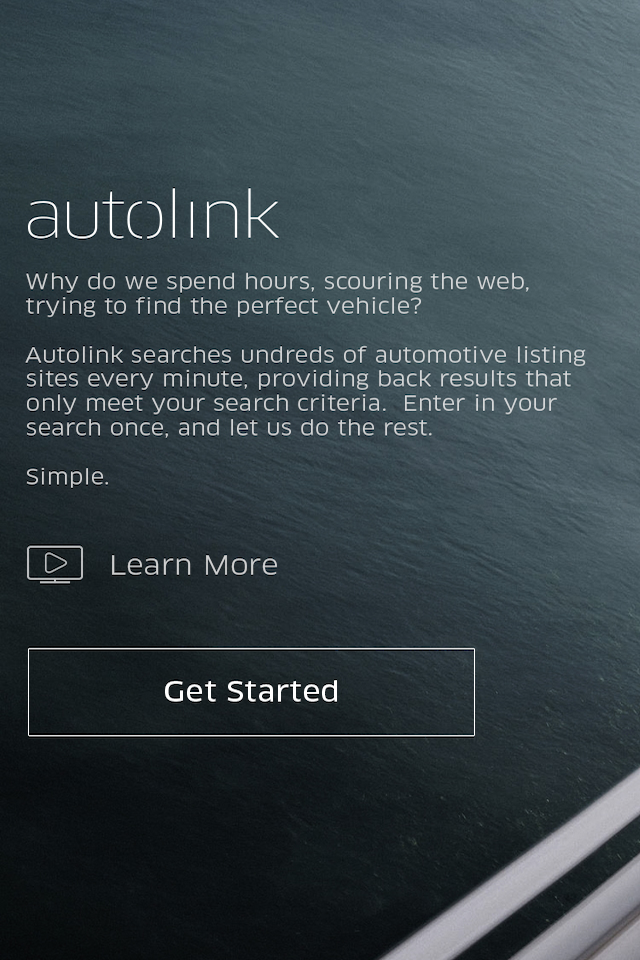 autolink
Why do we spend hours, scouring the web,
trying to find the perfect vehicle?
Autolink searches undreds of automotive listing
sites every minute, providing back results that
only meet your search criteria.  Enter in your
search once, and let us do the rest.
Simple.
Learn More
Get Started